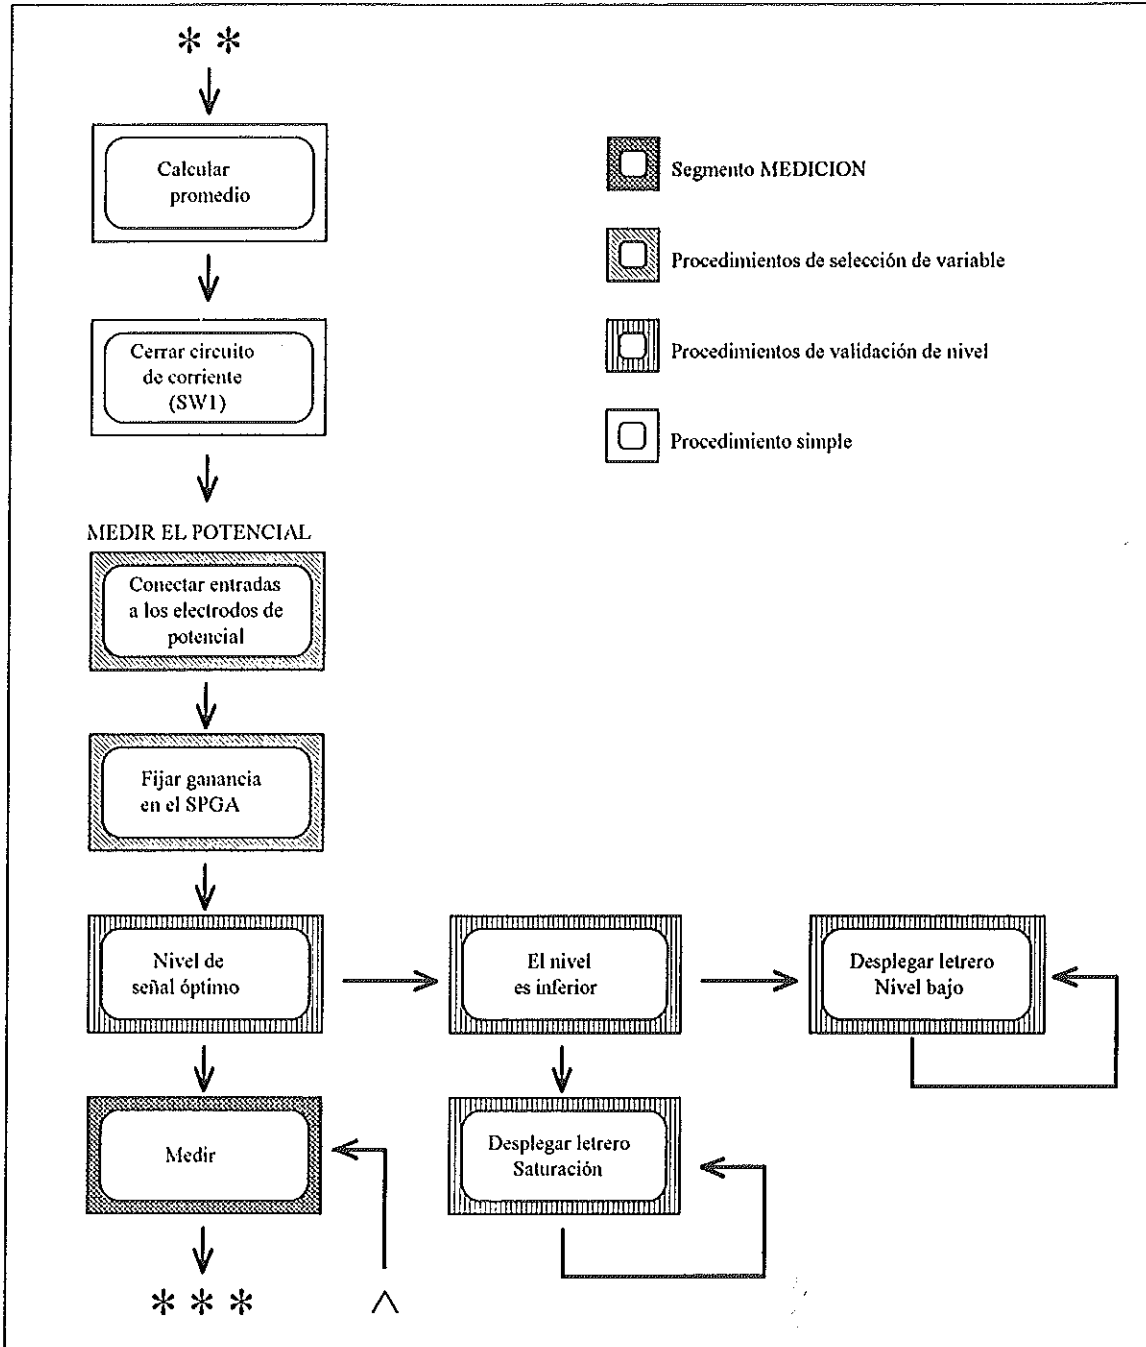 * *
Calcular
promedio
Segmento MEDICION
Procedimientos de selección de variable
Procedimientos de validación de nivel
Procedimiento simple
Cerrar circuito
de corriente
(SW1)
MEDIR EL POTENCIAL
Conectar entradas
a los electrodos de
potencial
Fijar ganancia
en el SPGA
Nivel de
señal óptimo
El nivel
es inferior
Desplegar letrero
Nivel bajo
Medir
Desplegar letrero
Saturación
* * *
^